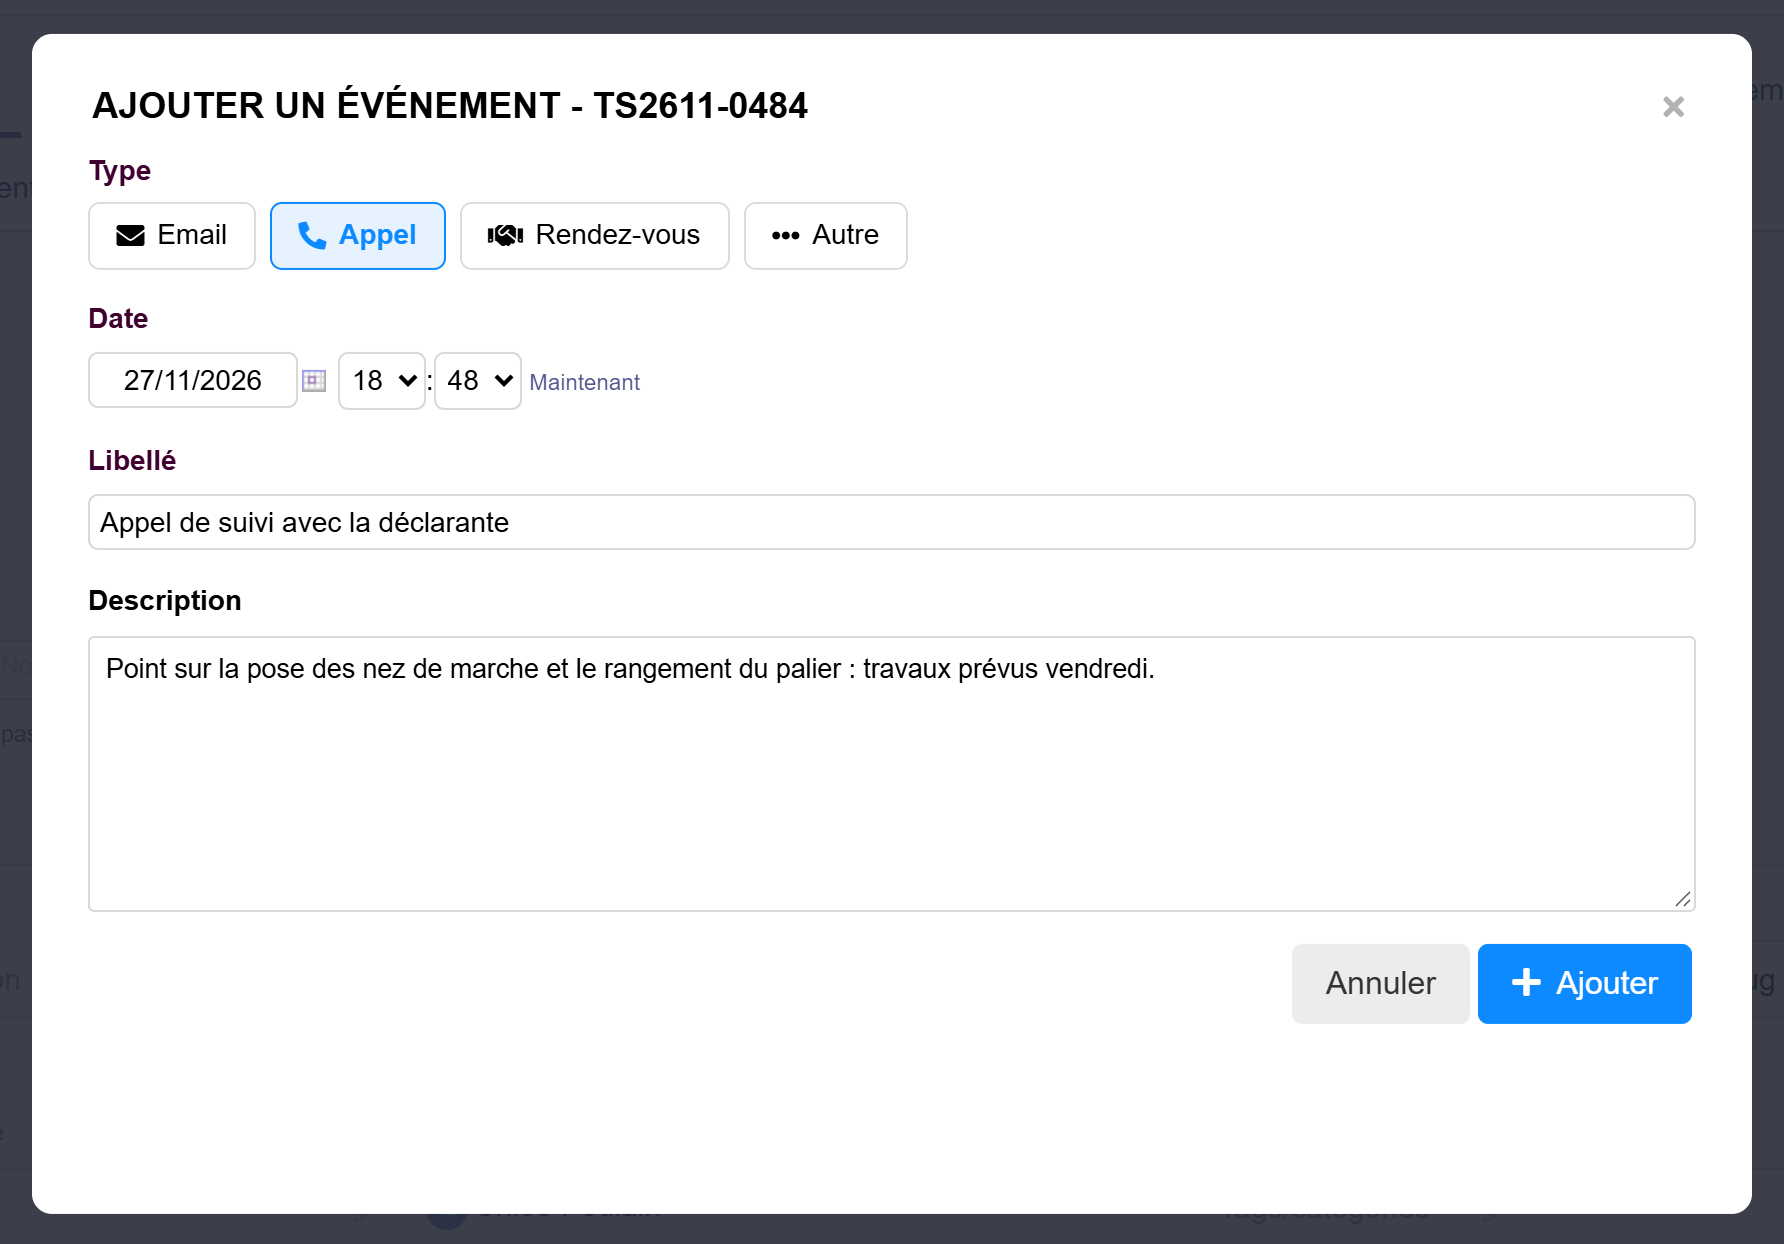 AJOUTER UN ÉVÉNEMENT - TS2611-0484
Type
Email
Appel
Rendez-vous
Autre
Date
27/11/2026 18 : 48 Maintenant
Libellé
Appel de suivi avec la déclarante
Description
Point sur la pose des nez de marche et le rangement du palier : travaux prévus vendredi.
Annuler
Ajouter